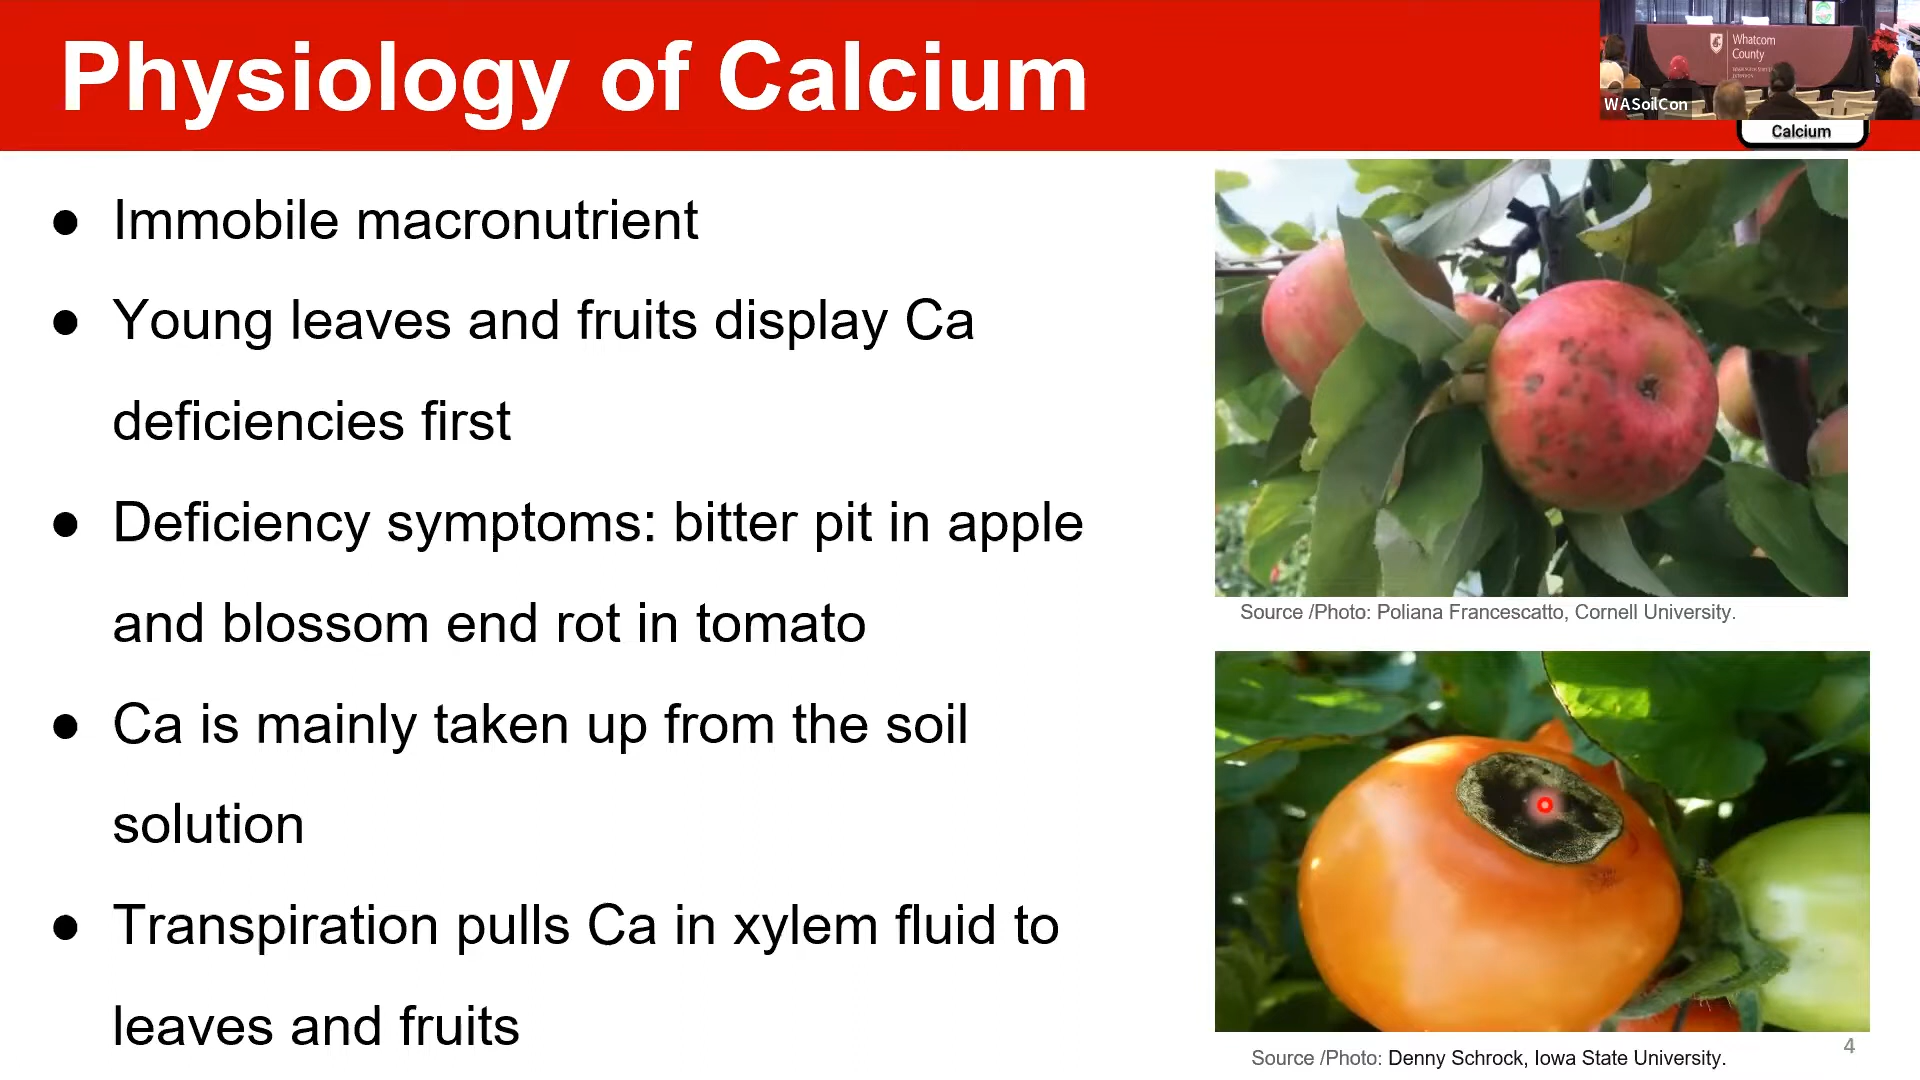 Physiology of Calcium
Whatcom
County
WASoilCon
Calcium
● Immobile macronutrient
● Young leaves and fruits display Ca
deficiencies first
● Deficiency symptoms: bitter pit in apple
and blossom end rot in tomato
● Ca is mainly taken up from the soil
solution
● Transpiration pulls Ca in xylem fluid to
leaves and fruits
Source /Photo: Poliana Francescatto, Cornell University.
Source /Photo: Denny Schrock, Iowa State University.
4